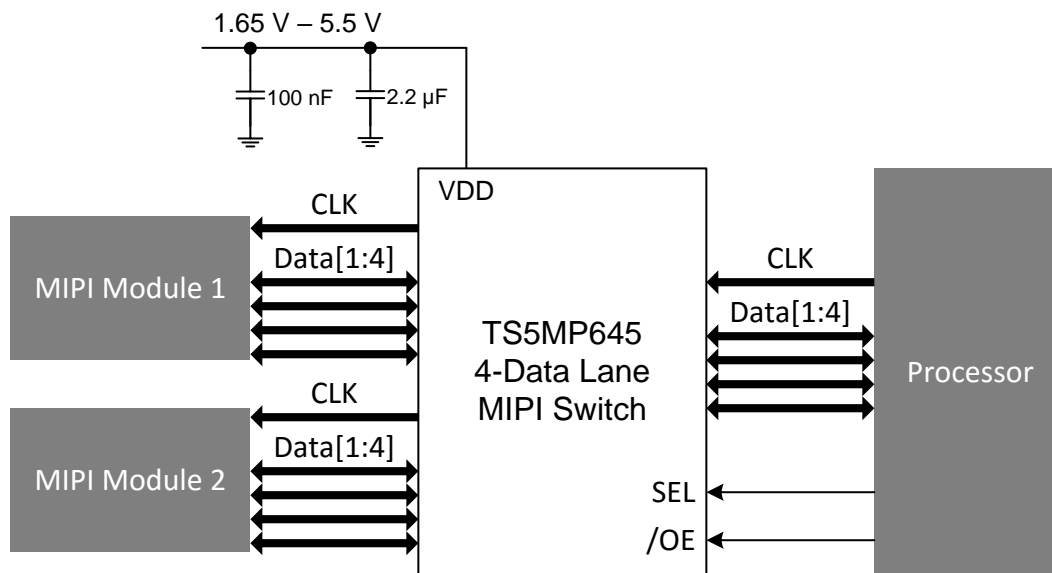 1.65 V – 5.5 V
100 nF
2.2 µF
VDD
CLK
Data[1:4]
MIPI Module 1
CLK
Data[1:4]
MIPI Module 2
TS5MP645
4-Data Lane
MIPI Switch
CLK
Data[1:4]
Processor
SEL
/OE